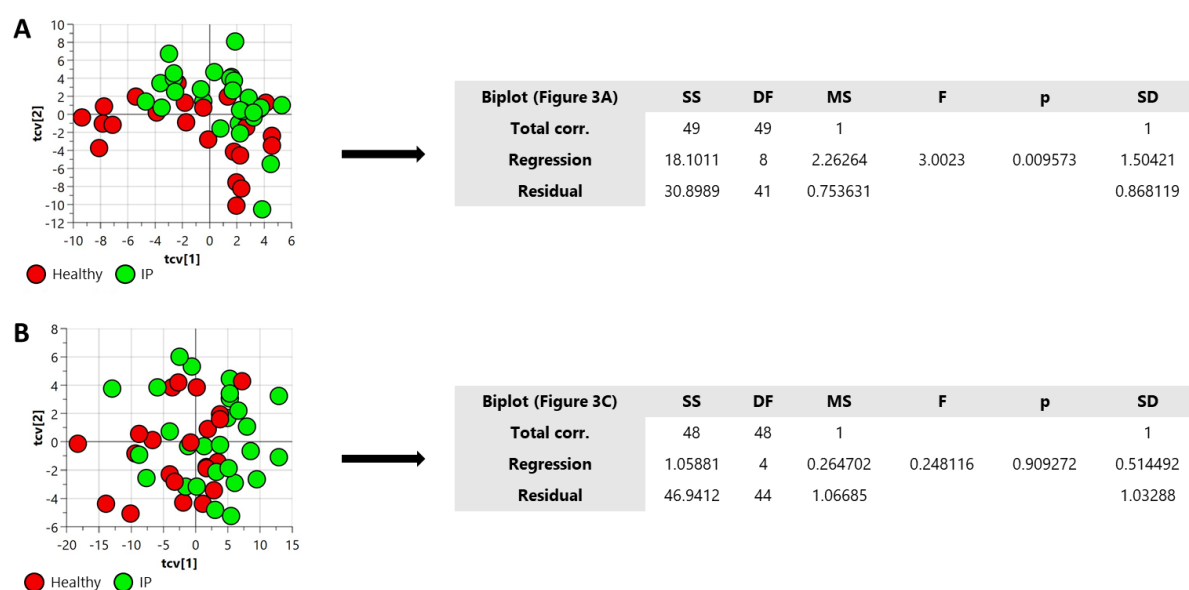 A
10
8
6
4
2
0
-2
-4
-6
-8
-10
-12
tcv[2]
-10 -8 -6 -4 -2 0 2 4 6
tcv[1]
Healthy IP
Biplot (Figure 3A) SS DF MS F p SD
Total corr. 49 49 1 1
Regression 18.1011 8 2.26264 3.0023 0.009573 1.50421
Residual 30.8989 41 0.753631 0.868119
B
8
6
4
2
0
-2
-4
-6
tcv[2]
-20 -15 -10 -5 0 5 10 15
tcv[1]
Healthy IP
Biplot (Figure 3C) SS DF MS F p SD
Total corr. 48 48 1 1
Regression 1.05881 4 0.264702 0.248116 0.909272 0.514492
Residual 46.9412 44 1.06685 1.03288